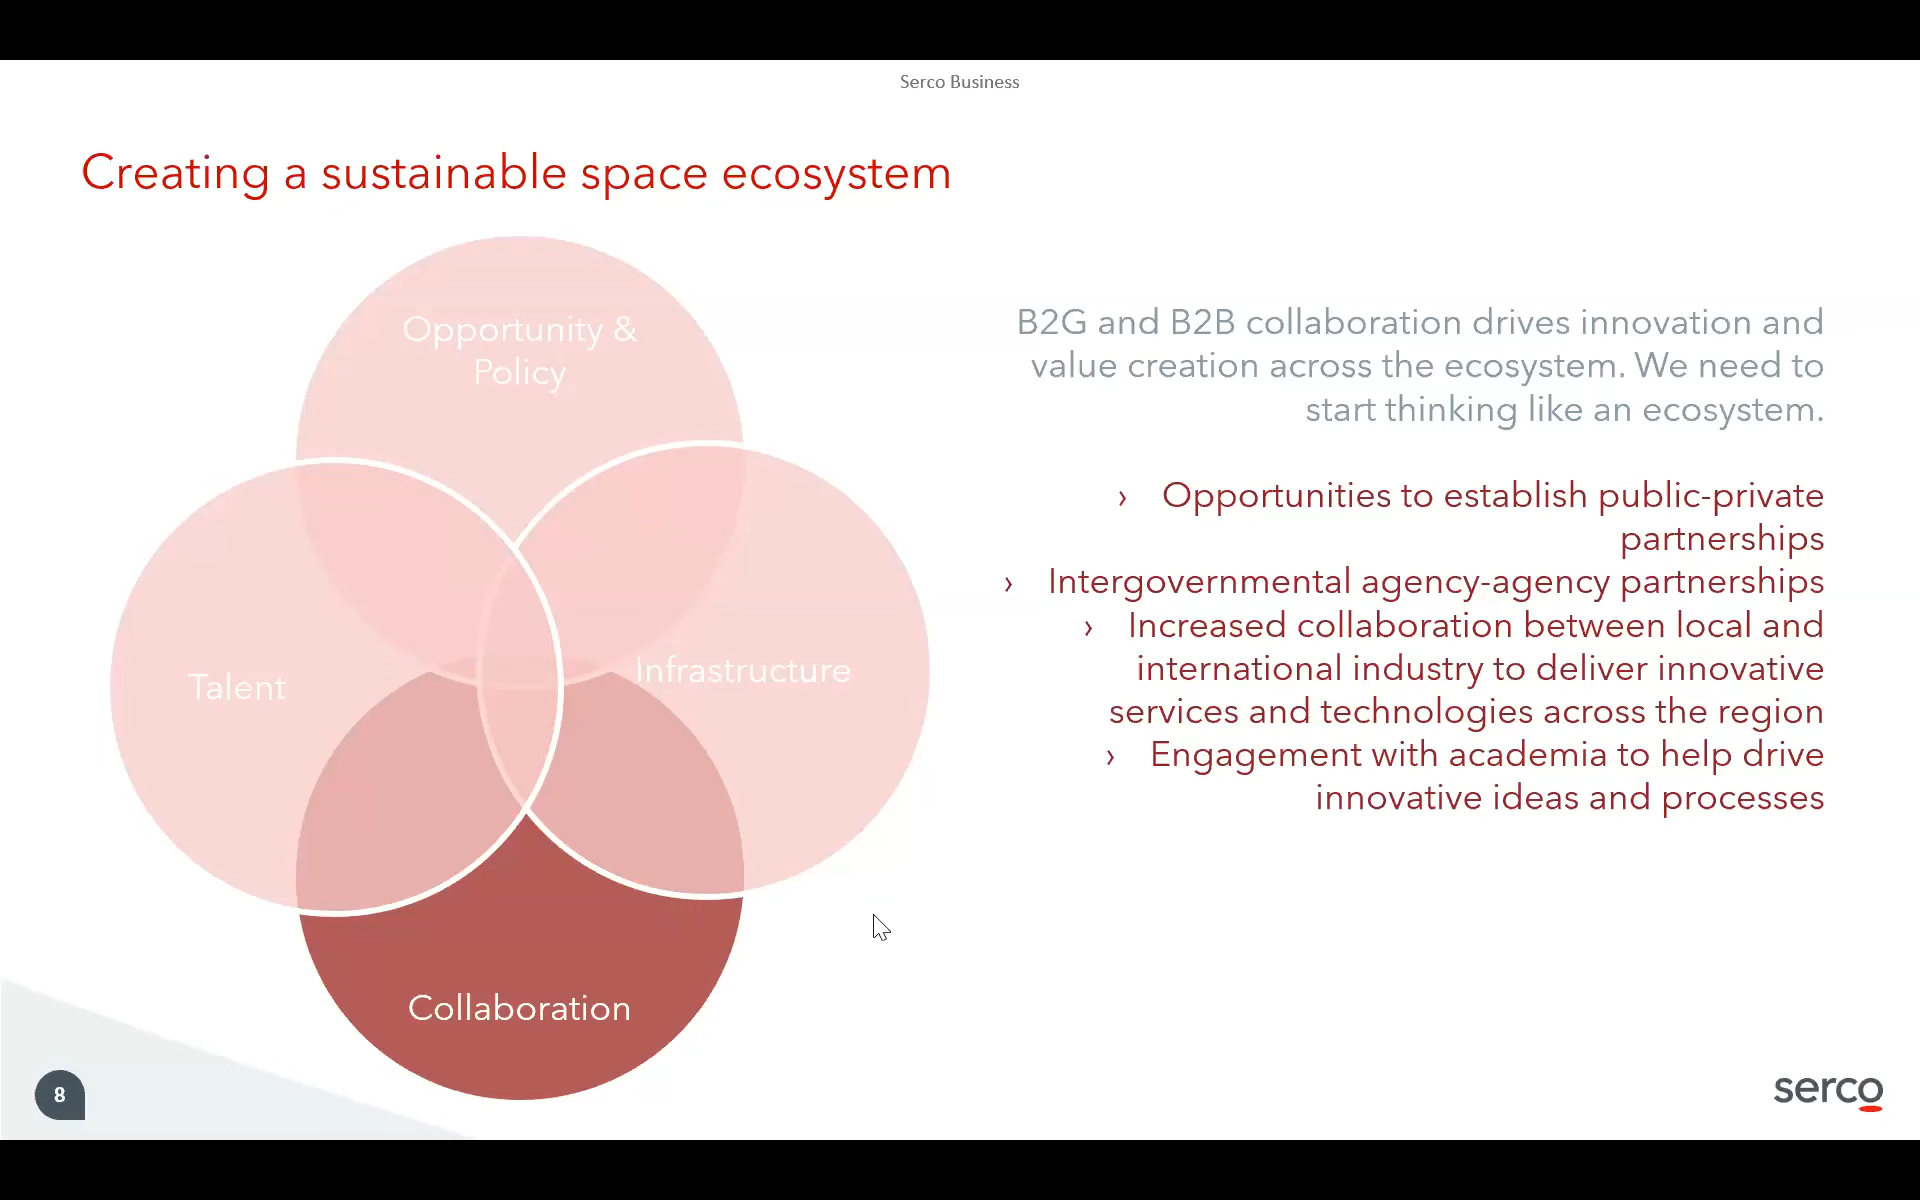 Serco Business
Creating a sustainable space ecosystem
Opportunity &
Policy
Talent
Infrastructure
Collaboration
B2G and B2B collaboration drives innovation and
value creation across the ecosystem. We need to
start thinking like an ecosystem.
› Opportunities to establish public-private
partnerships
› Intergovernmental agency-agency partnerships
› Increased collaboration between local and
international industry to deliver innovative
services and technologies across the region
› Engagement with academia to help drive
innovative ideas and processes
8
serco